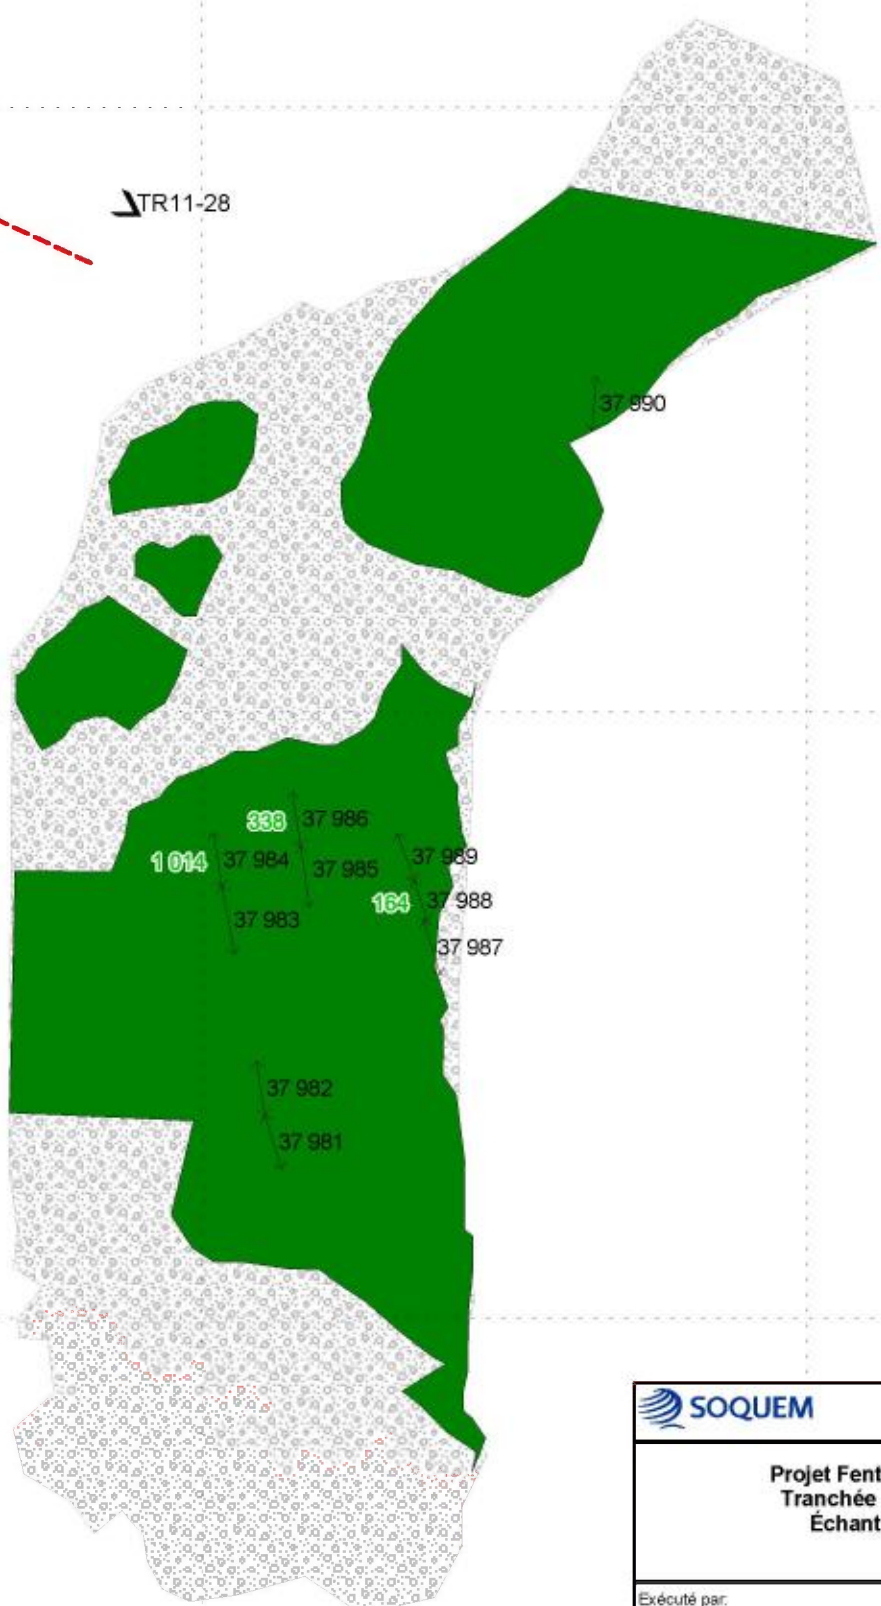 TR11-28
37 990
338 37 986
1 014 37 984 37 985 37 989
164 37 988
37 983
37 987
37 982
37 981
SOQUEM
Projet Fent
Tranchée
Échant
Exécuté par: